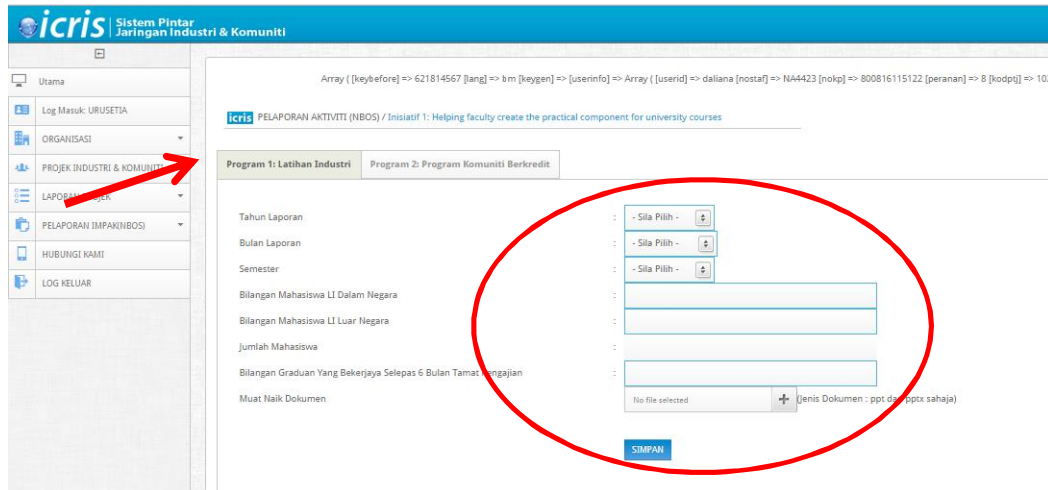 icris Sistem Pintar
Jaringan Industri & Komuniti
Utama
Log Masuk: URUSETIA
ORGANISASI
PROJEK INDUSTRI & KOMUNITI
LAPORAN PROJEK
PELAPORAN IMPAK(NBOS)
HUBUNGI KAMI
LOG KELUAR
Array ( [keybefore] => 621814567 [lang] => bm [keygen] => [userinfo] => Array ( [userid] => daliana [nostaf] => NA4423 [nokp] => 800816115122 [peranan] => 8 [kodptj] => 102
icris PELAPORAN AKTIVITI (NBOS) / Inisiatif 1: Helping faculty create the practical component for university courses
Program 1: Latihan Industri Program 2: Program Komuniti Berkredit
Tahun Laporan : - Sila Pilih -
Bulan Laporan : - Sila Pilih -
Semester : - Sila Pilih -
Bilangan Mahasiswa LI Dalam Negara :
Bilangan Mahasiswa LI Luar Negara :
Jumlah Mahasiswa :
Bilangan Graduan Yang Bekerjaya Selepas 6 Bulan Tamat Pengajian :
Muat Naik Dokumen No file selected (Jenis Dokumen : ppt dan pptx sahaja)
SIMPAN